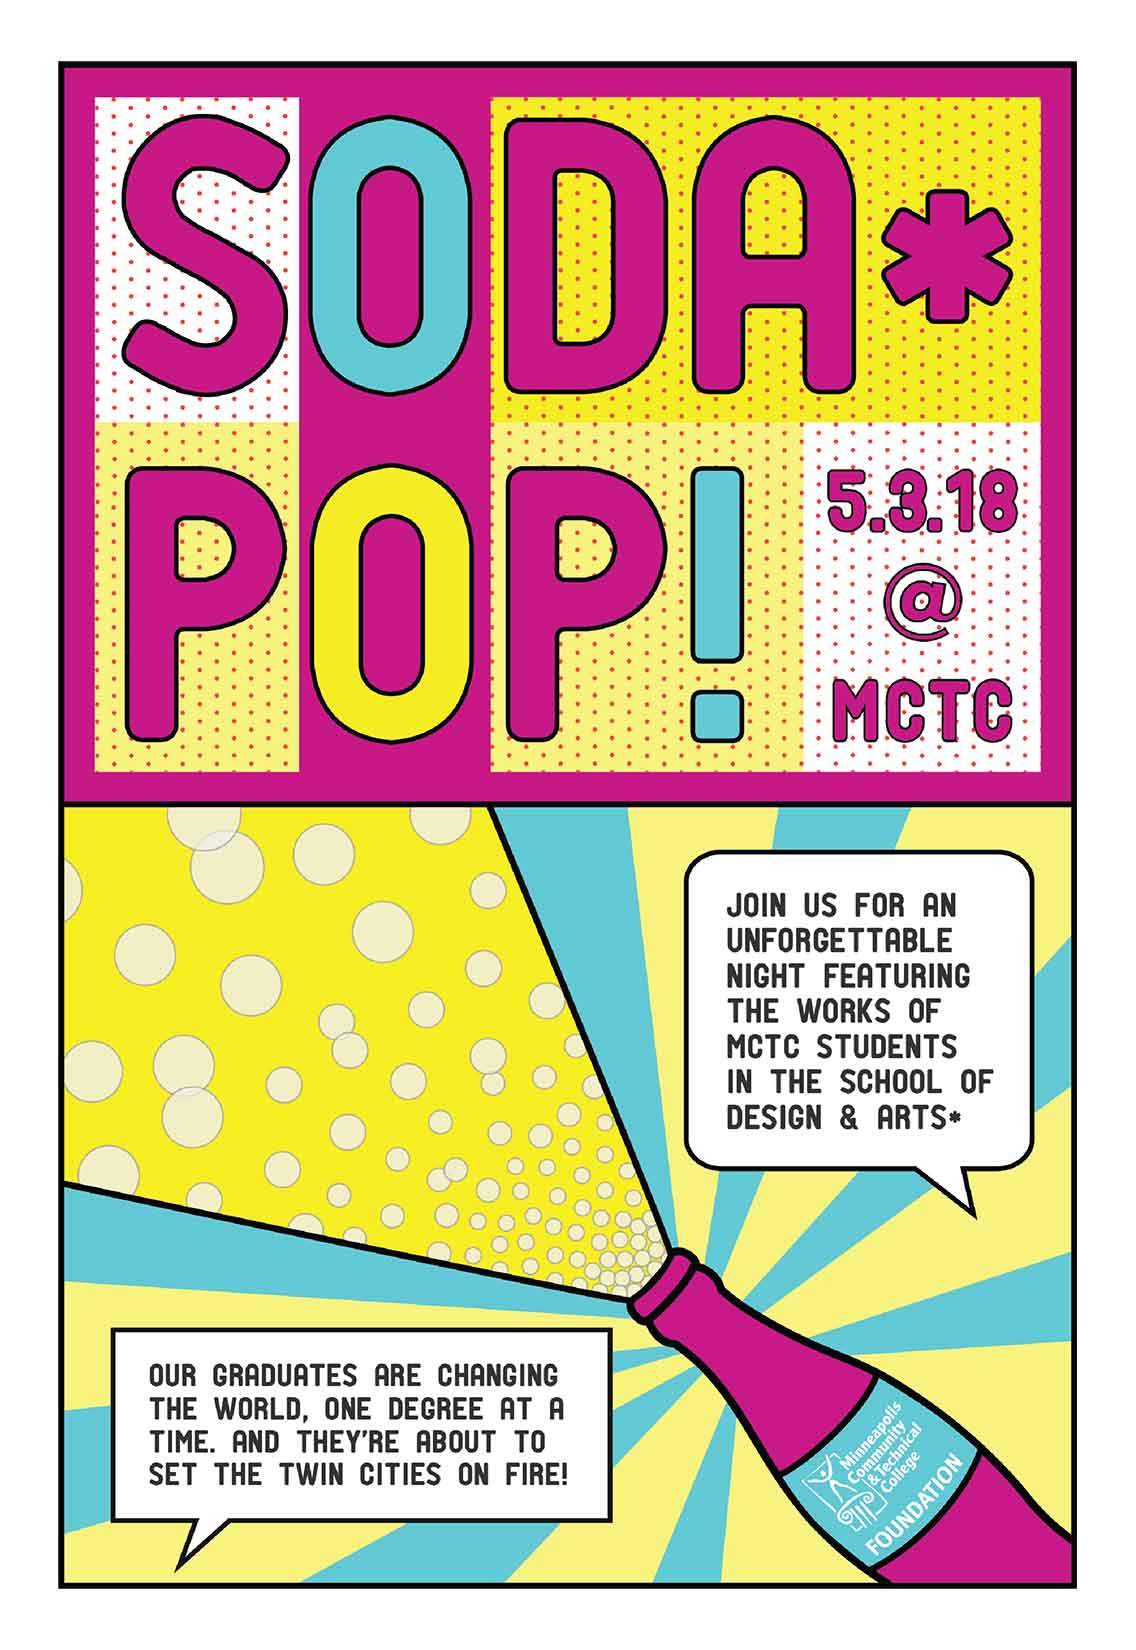 SODA*
POP!
5.3.18
@
MCTC
JOIN US FOR AN
UNFORGETTABLE
NIGHT FEATURING
THE WORKS OF
MCTC STUDENTS
IN THE SCHOOL OF
DESIGN & ARTS*
OUR GRADUATES ARE CHANGING
THE WORLD, ONE DEGREE AT A
TIME. AND THEY'RE ABOUT TO
SET THE TWIN CITIES ON FIRE!
Minneapolis
Community
& Technical
College
FOUNDATION